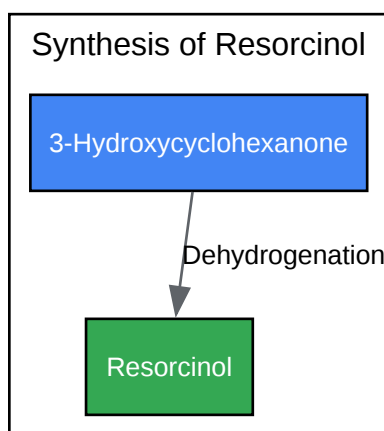 Synthesis of Resorcinol
3-Hydroxycyclohexanone
Dehydrogenation
Resorcinol